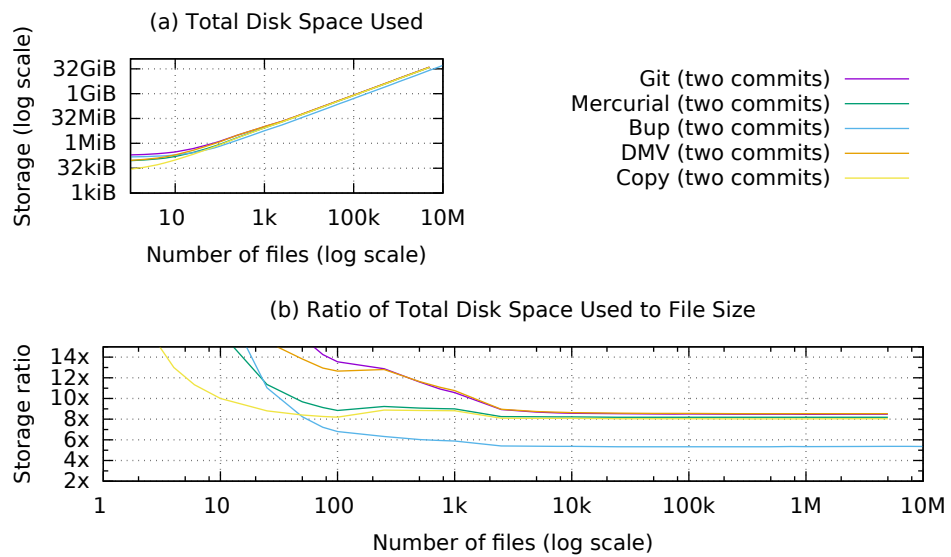 (a) Total Disk Space Used
Storage (log scale)
32GiB
1GiB
32MiB
1MiB
32kiB
1kiB
10
1k
100k
10M
Number of files (log scale)
Git (two commits)
Mercurial (two commits)
Bup (two commits)
DMV (two commits)
Copy (two commits)
(b) Ratio of Total Disk Space Used to File Size
Storage ratio
14x
12x
10x
8x
6x
4x
2x
1
10
100
1k
10k
100k
1M
10M
Number of files (log scale)